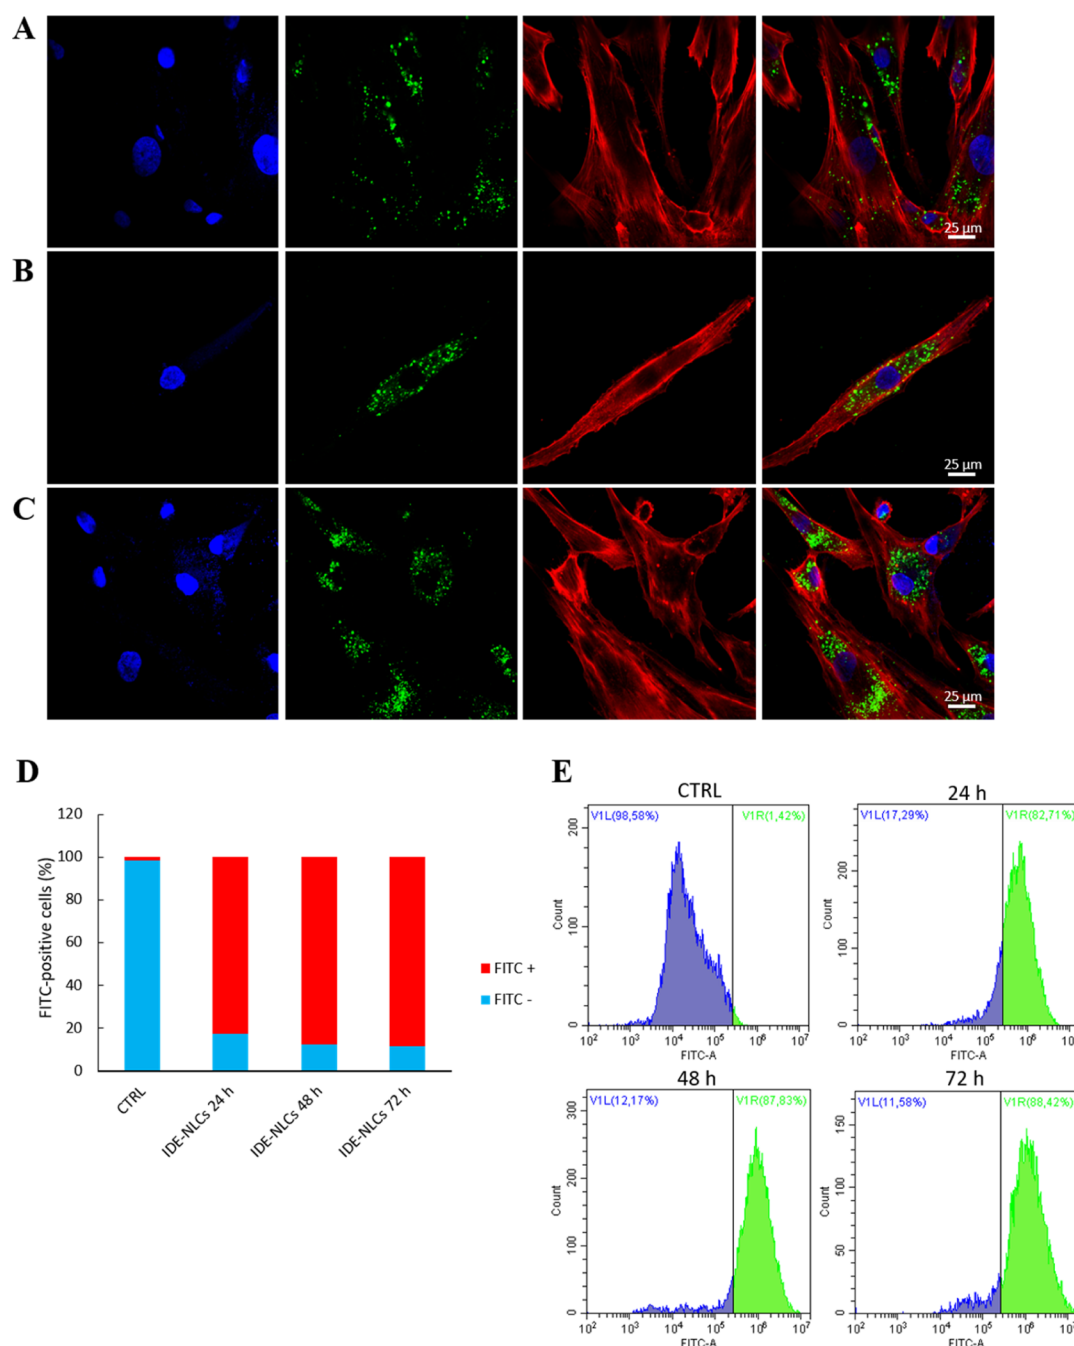 A
25 µm
B
25 µm
C
25 µm
D
120
100
80
60
40
20
0
FITC-positive cells (%)
CTRL
IDE-NLCs 24 h
IDE-NLCs 48 h
IDE-NLCs 72 h
FITC +
FITC -
E
CTRL
V1L(98,58%)
V1R(1,42%)
200
100
0
Count
10² 10³ 10⁴ 10⁵ 10⁶ 10⁷
FITC-A
24 h
V1L(17,29%)
V1R(82,71%)
200
100
0
Count
10² 10³ 10⁴ 10⁵ 10⁶ 10⁷
FITC-A
48 h
V1L(12,17%)
V1R(87,83%)
300
200
100
0
Count
10² 10³ 10⁴ 10⁵ 10⁶ 10⁷
FITC-A
72 h
V1L(11,58%)
V1R(88,42%)
150
100
50
0
Count
10² 10³ 10⁴ 10⁵ 10⁶ 10⁷
FITC-A